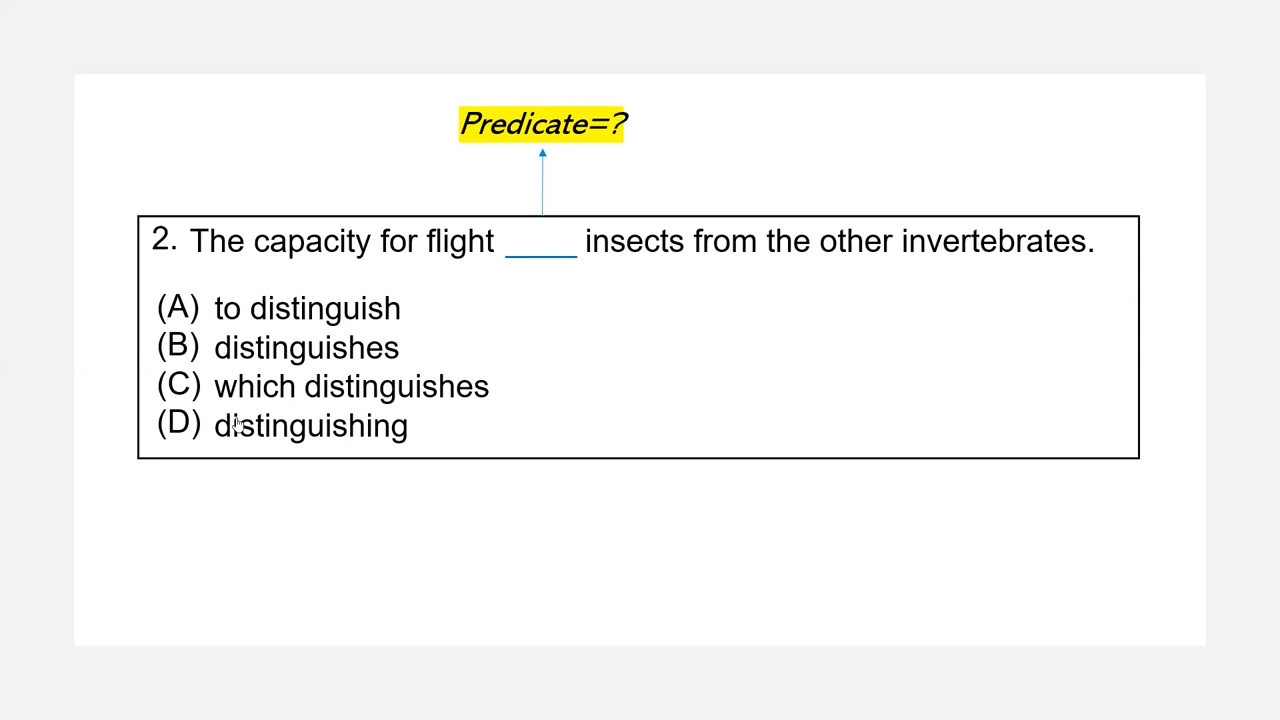 Predicate=?
2. The capacity for flight _____ insects from the other invertebrates.
(A) to distinguish
(B) distinguishes
(C) which distinguishes
(D) distinguishing